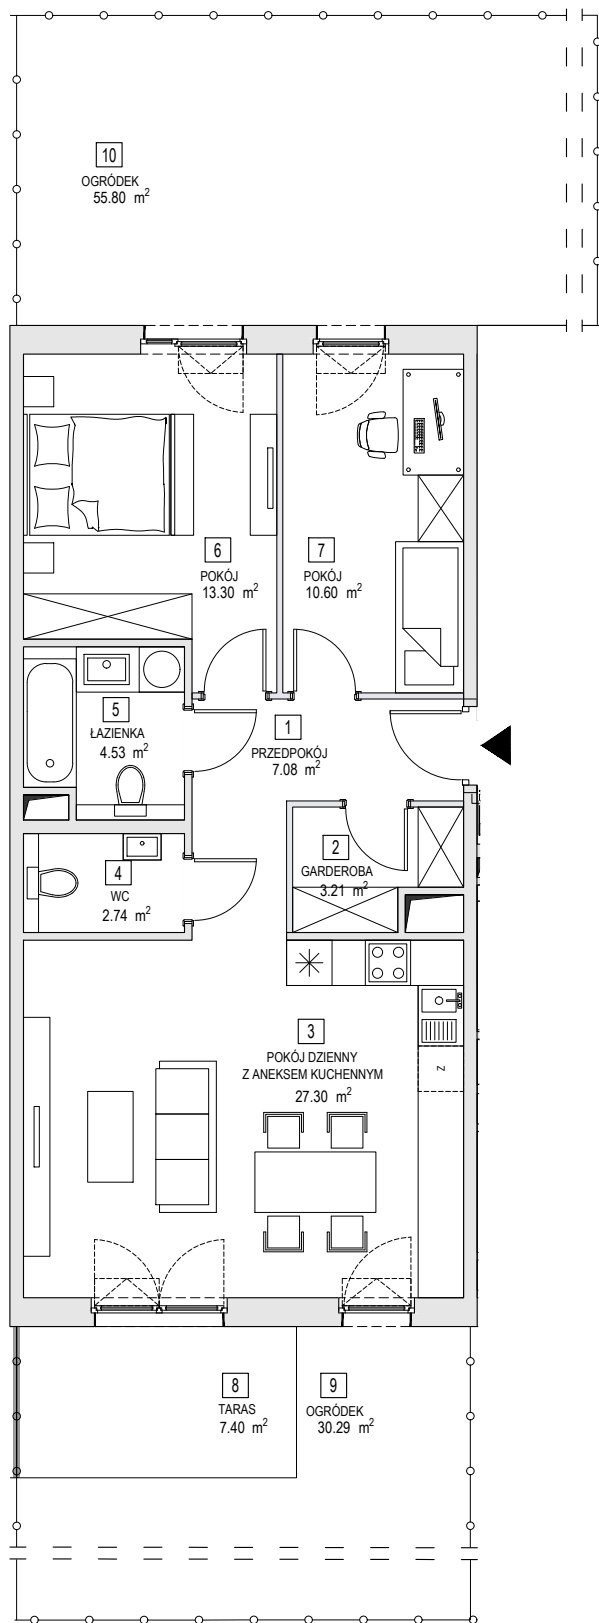 10
OGRÓDEK
55.80 m²
6
POKÓJ
13.30 m²
7
POKÓJ
10.60 m²
5
ŁAZIENKA
4.53 m²
1
PRZEDPOKÓJ
7.08 m²
2
GARDEROBA
3.21 m²
4
WC
2.74 m²
3
POKÓJ DZIENNY
Z ANEKSEM KUCHENNYM
27.30 m²
Z
8
TARAS
7.40 m²
9
OGRÓDEK
30.29 m²